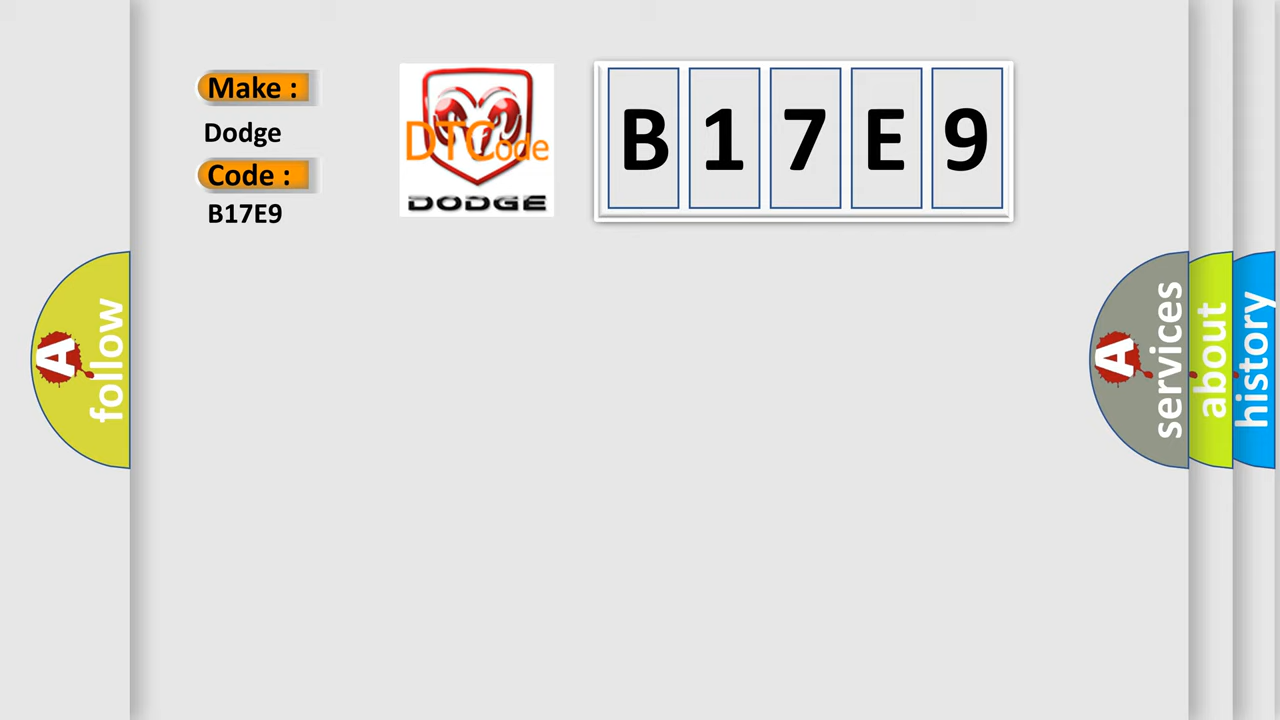 Make :
Dodge
Code :
B17E9
DTCode
DODGE
B 1 7 E 9
A
follow
A
services
about
history